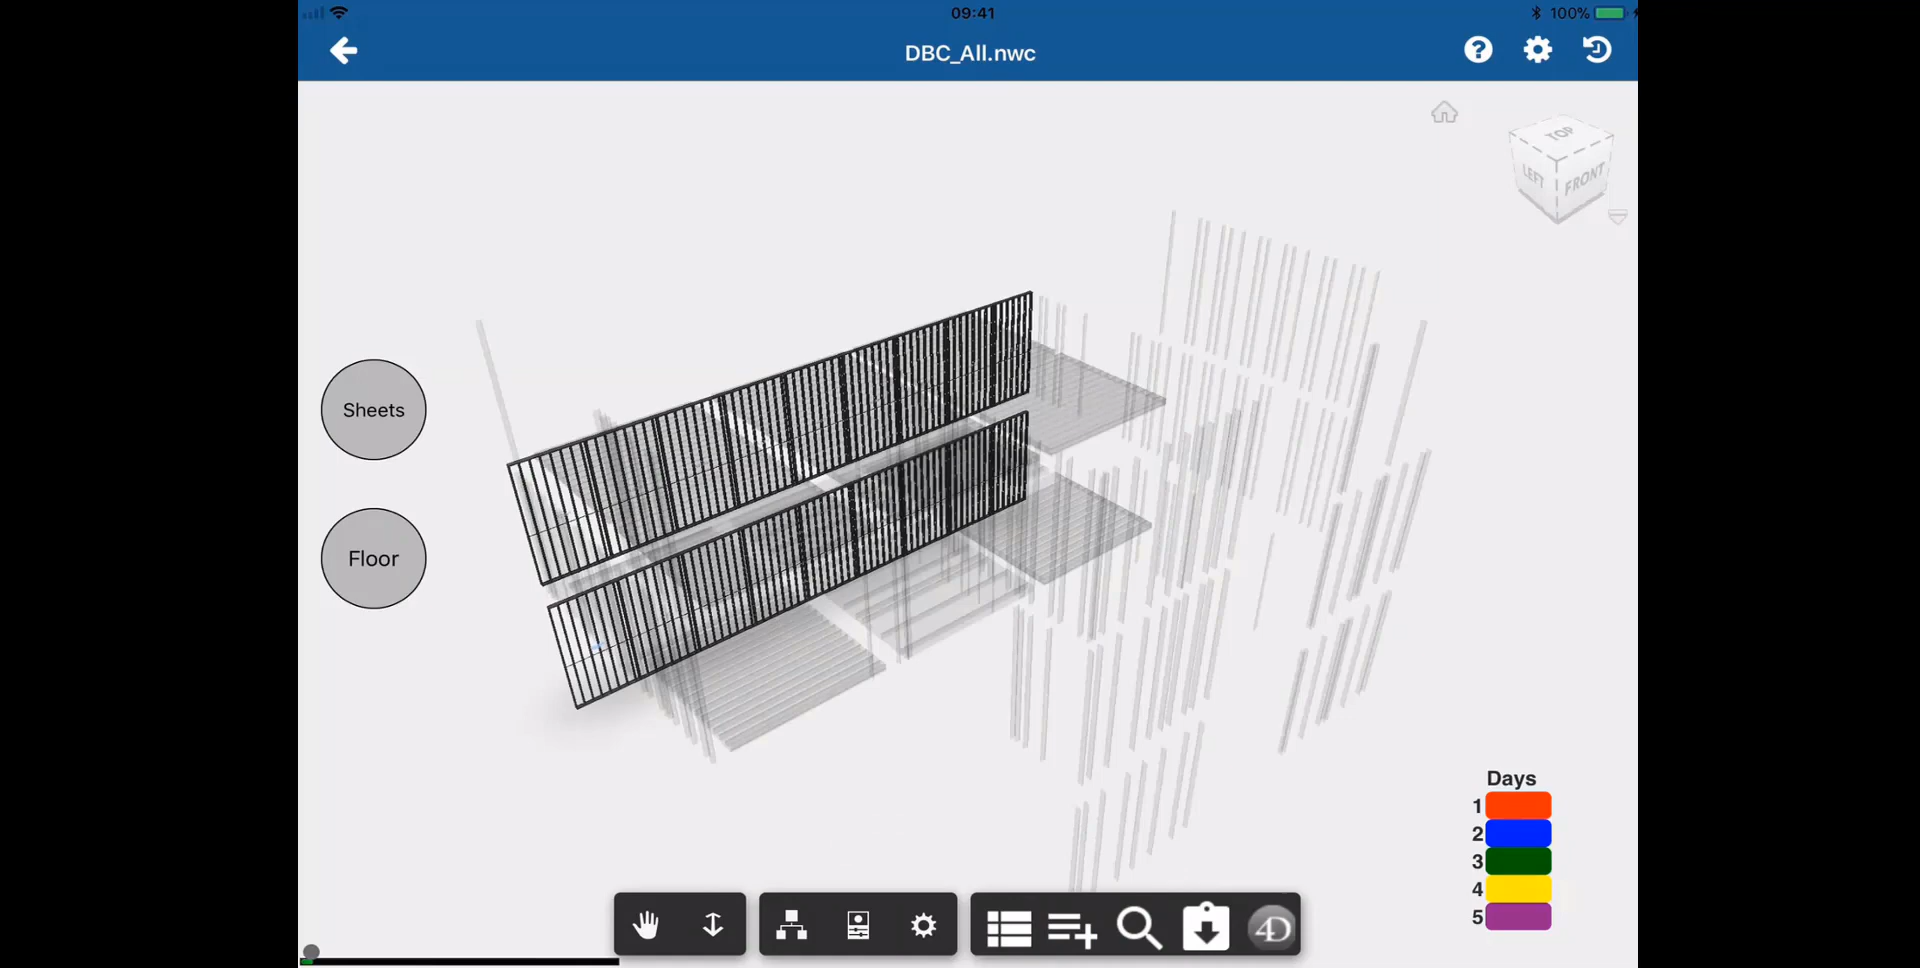 09:41
100%
DBC_All.nwc
?
TOP
LEFT
FRONT
Sheets
Floor
Days
1
2
3
4
5
4D